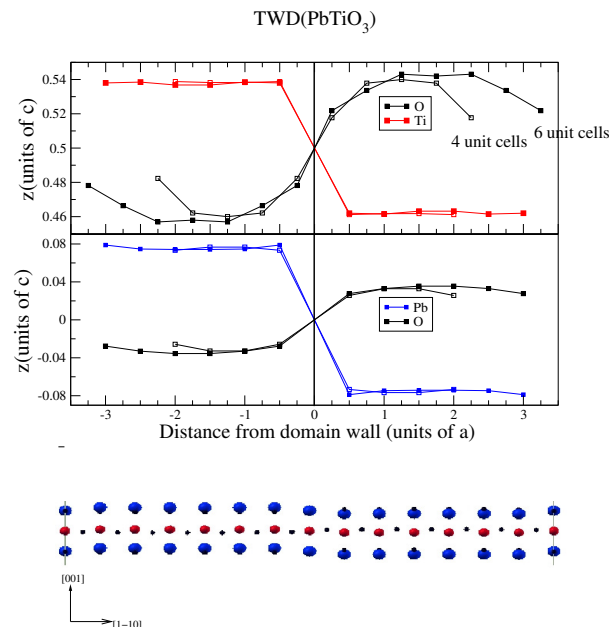 TWD(PbTiO3)
z(units of c)
0.54
0.52
0.5
0.48
0.46
O
Ti
4 unit cells
6 unit cells
z(units of c)
0.08
0.04
0
-0.04
-0.08
Pb
O
-3 -2 -1 0 1 2 3
Distance from domain wall (units of a)
[001]
[1-10]